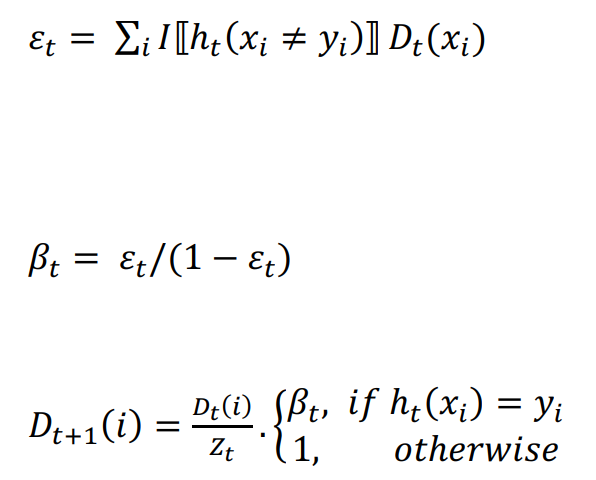 εₜ = ∑ᵢ I⟦hₜ(xᵢ ≠ yᵢ)⟧ Dₜ(xᵢ)
βₜ = εₜ/(1 − εₜ)
Dₜ₊₁(i) = Dₜ(i)/Zₜ . {βₜ, if hₜ(xᵢ) = yᵢ
1, otherwise